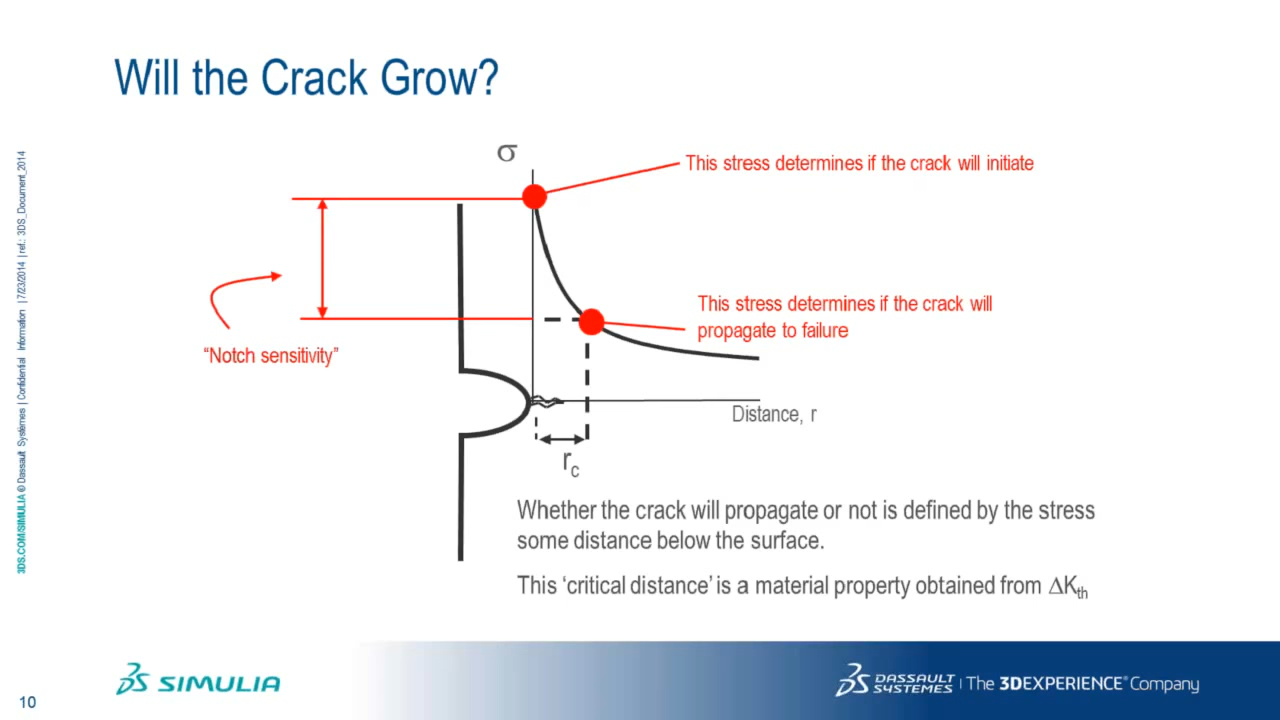 Will the Crack Grow?
σ
This stress determines if the crack will initiate
This stress determines if the crack will
propagate to failure
"Notch sensitivity"
Distance, r
rc
Whether the crack will propagate or not is defined by the stress
some distance below the surface.
This 'critical distance' is a material property obtained from ΔKth
3DS.COM/SIMULIA © Dassault Systèmes | Confidential Information | 7/23/2014 | ref.: 3DS_Document_2014
SIMULIA
DASSAULT
SYSTEMES
The 3DEXPERIENCE® Company
10